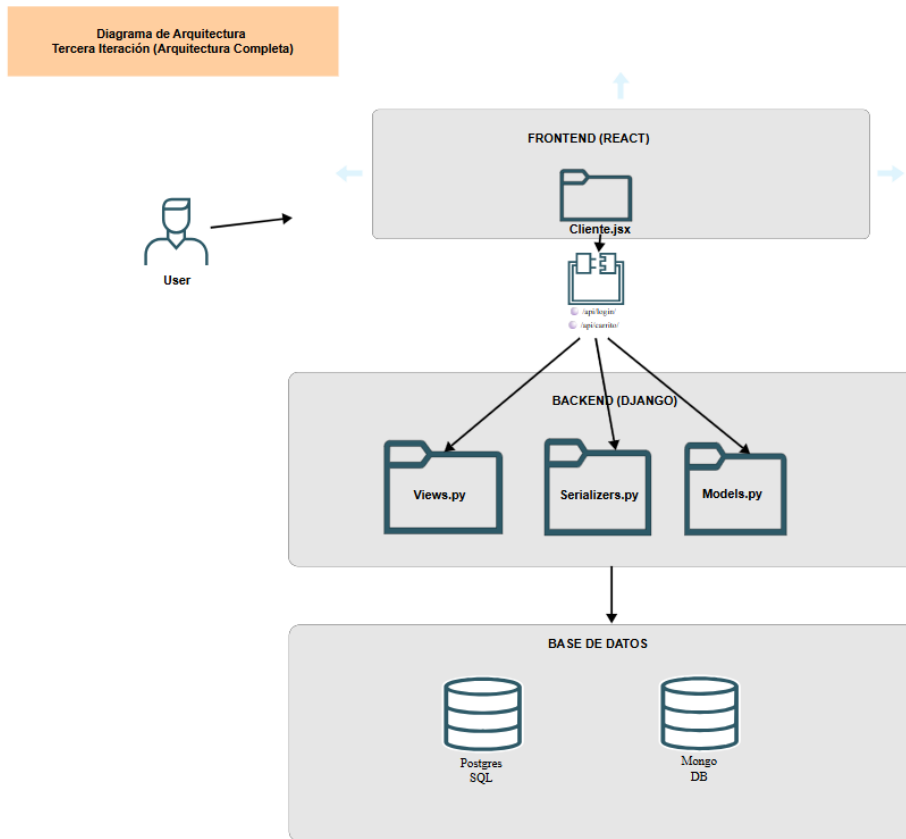 Diagrama de Arquitectura
Tercera Iteración (Arquitectura Completa)
FRONTEND (REACT)
Cliente.jsx
User
/api/login/
/api/carrito/
BACKEND (DJANGO)
Views.py
Serializers.py
Models.py
BASE DE DATOS
Postgres
SQL
Mongo
DB